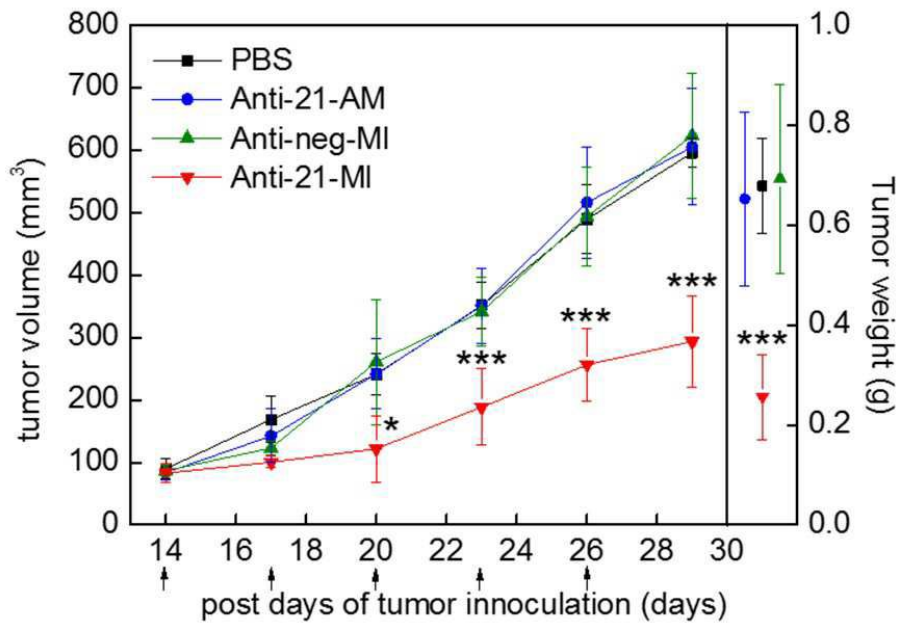 800
700
600
500
400
300
200
100
0
tumor volume (mm³)
PBS
Anti-21-AM
Anti-neg-MI
Anti-21-MI
*
***
***
***
***
1.0
0.8
0.6
0.4
0.2
0.0
Tumor weight (g)
14 16 18 20 22 24 26 28 30
post days of tumor innoculation (days)